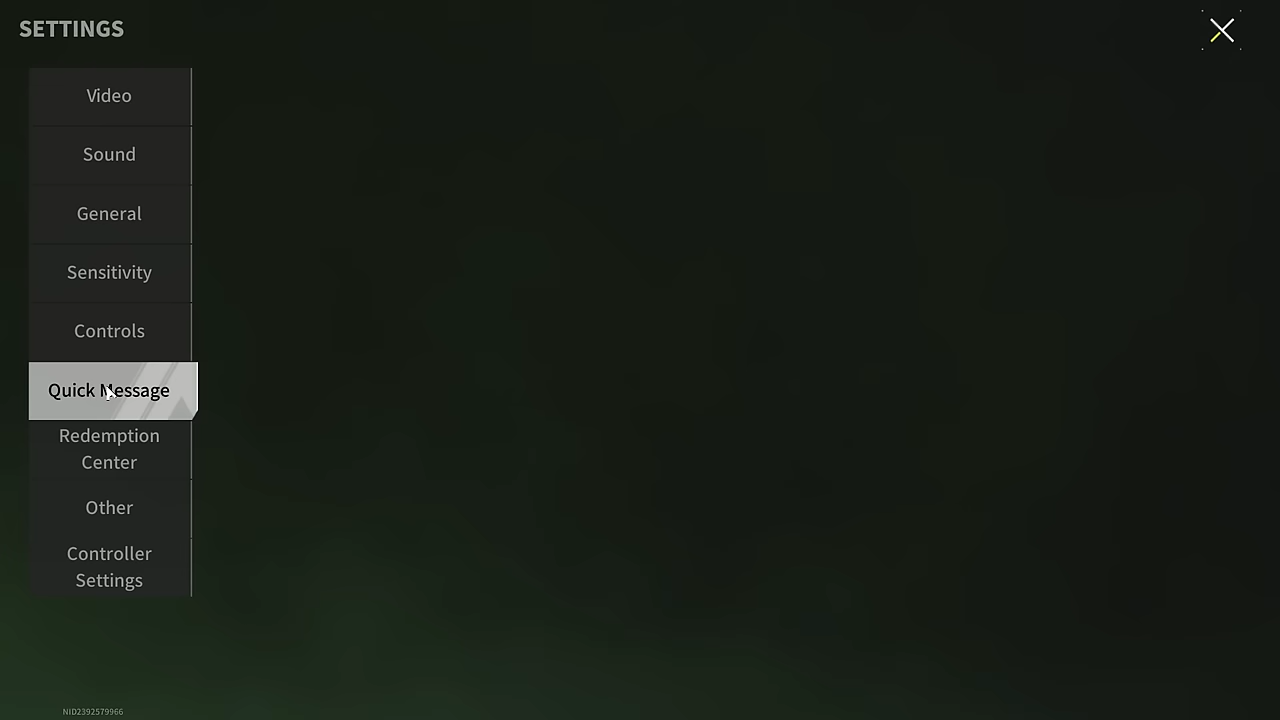 SETTINGS
Video
Sound
General
Sensitivity
Controls
Quick Message
Redemption
Center
Other
Controller
Settings
NID2392579966